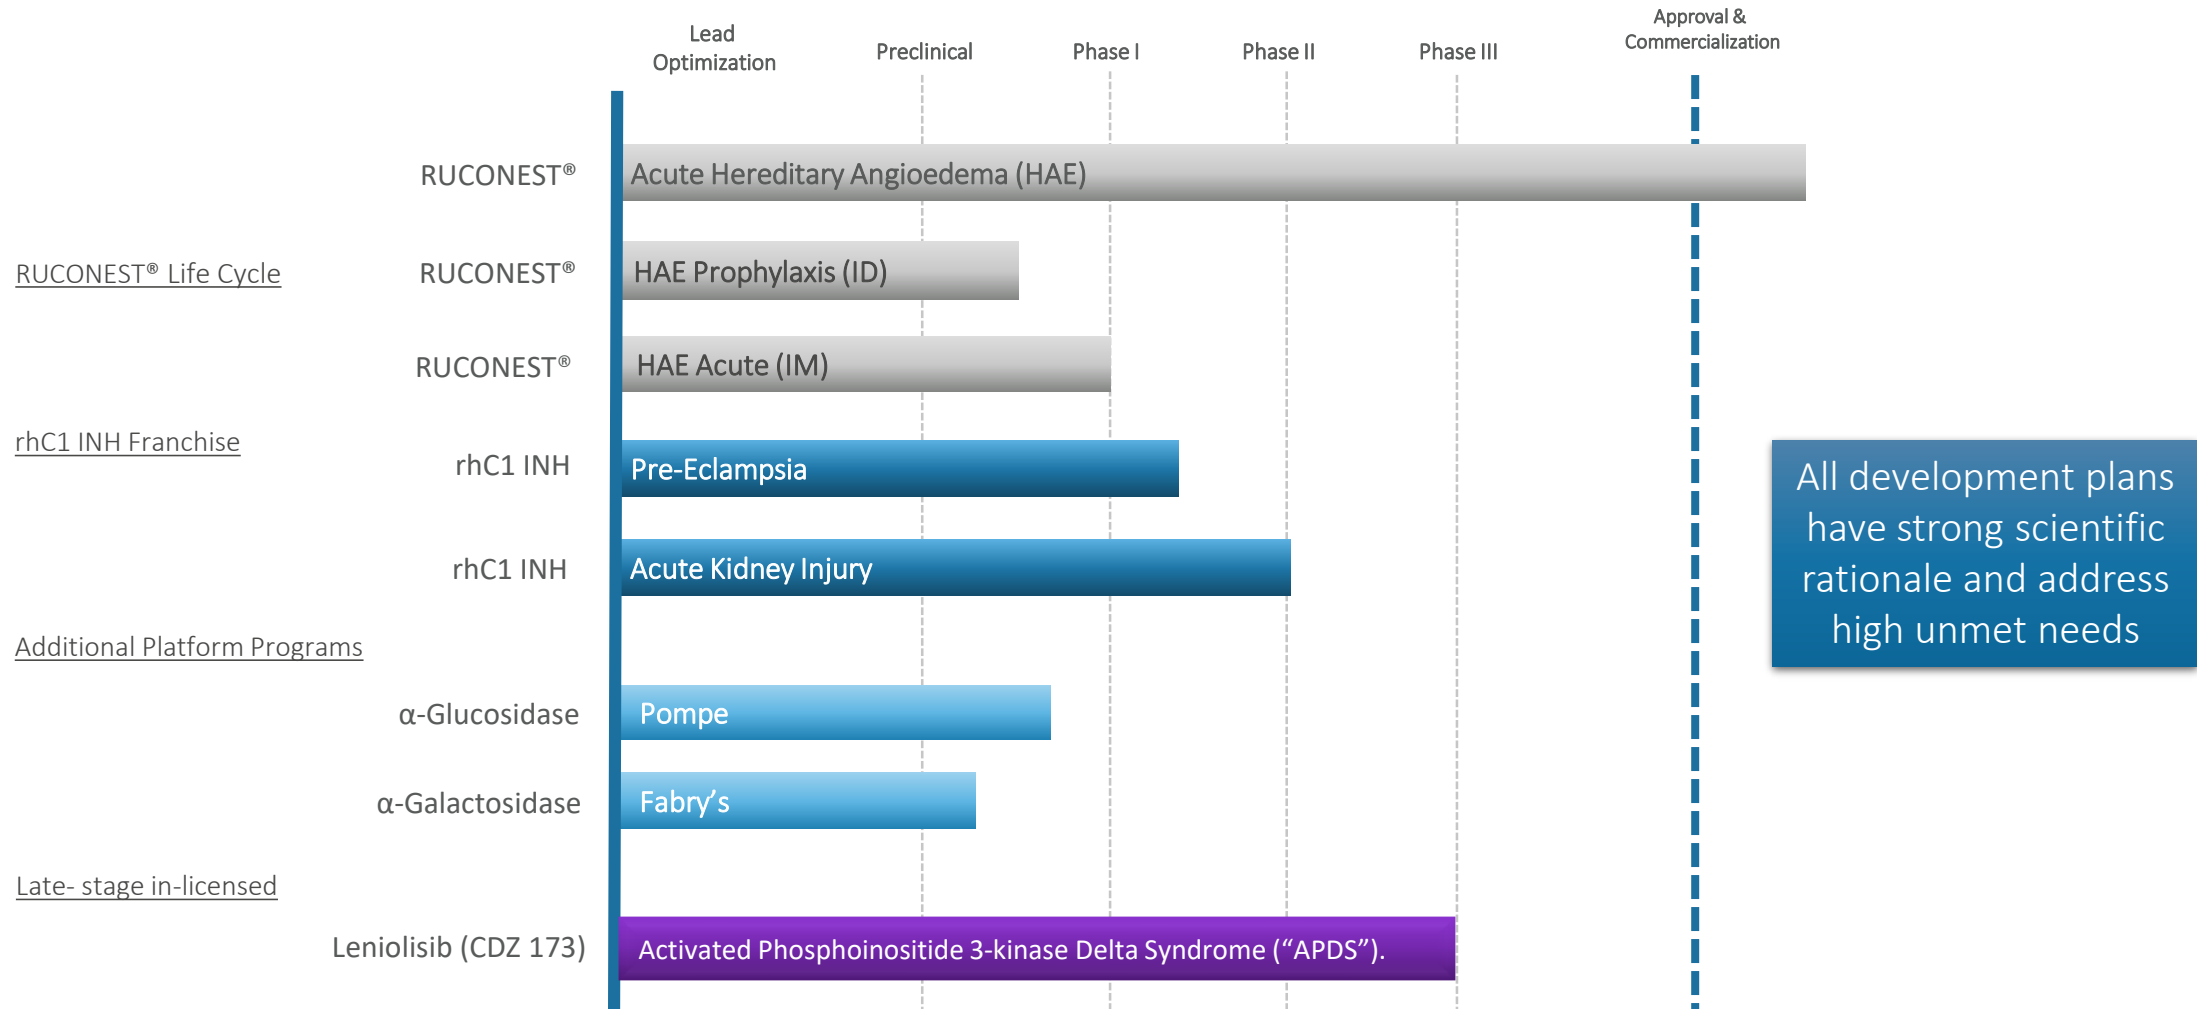 Lead
Optimization
Preclinical
Phase I
Phase II
Phase III
Approval &
Commercialization
RUCONEST®
Acute Hereditary Angioedema (HAE)
RUCONEST® Life Cycle
RUCONEST®
HAE Prophylaxis (ID)
RUCONEST®
HAE Acute (IM)
rhC1 INH Franchise
rhC1 INH
Pre-Eclampsia
rhC1 INH
Acute Kidney Injury
All development plans
have strong scientific
rationale and address
high unmet needs
Additional Platform Programs
α-Glucosidase
Pompe
α-Galactosidase
Fabry’s
Late- stage in-licensed
Leniolisib (CDZ 173)
Activated Phosphoinositide 3-kinase Delta Syndrome (“APDS”).